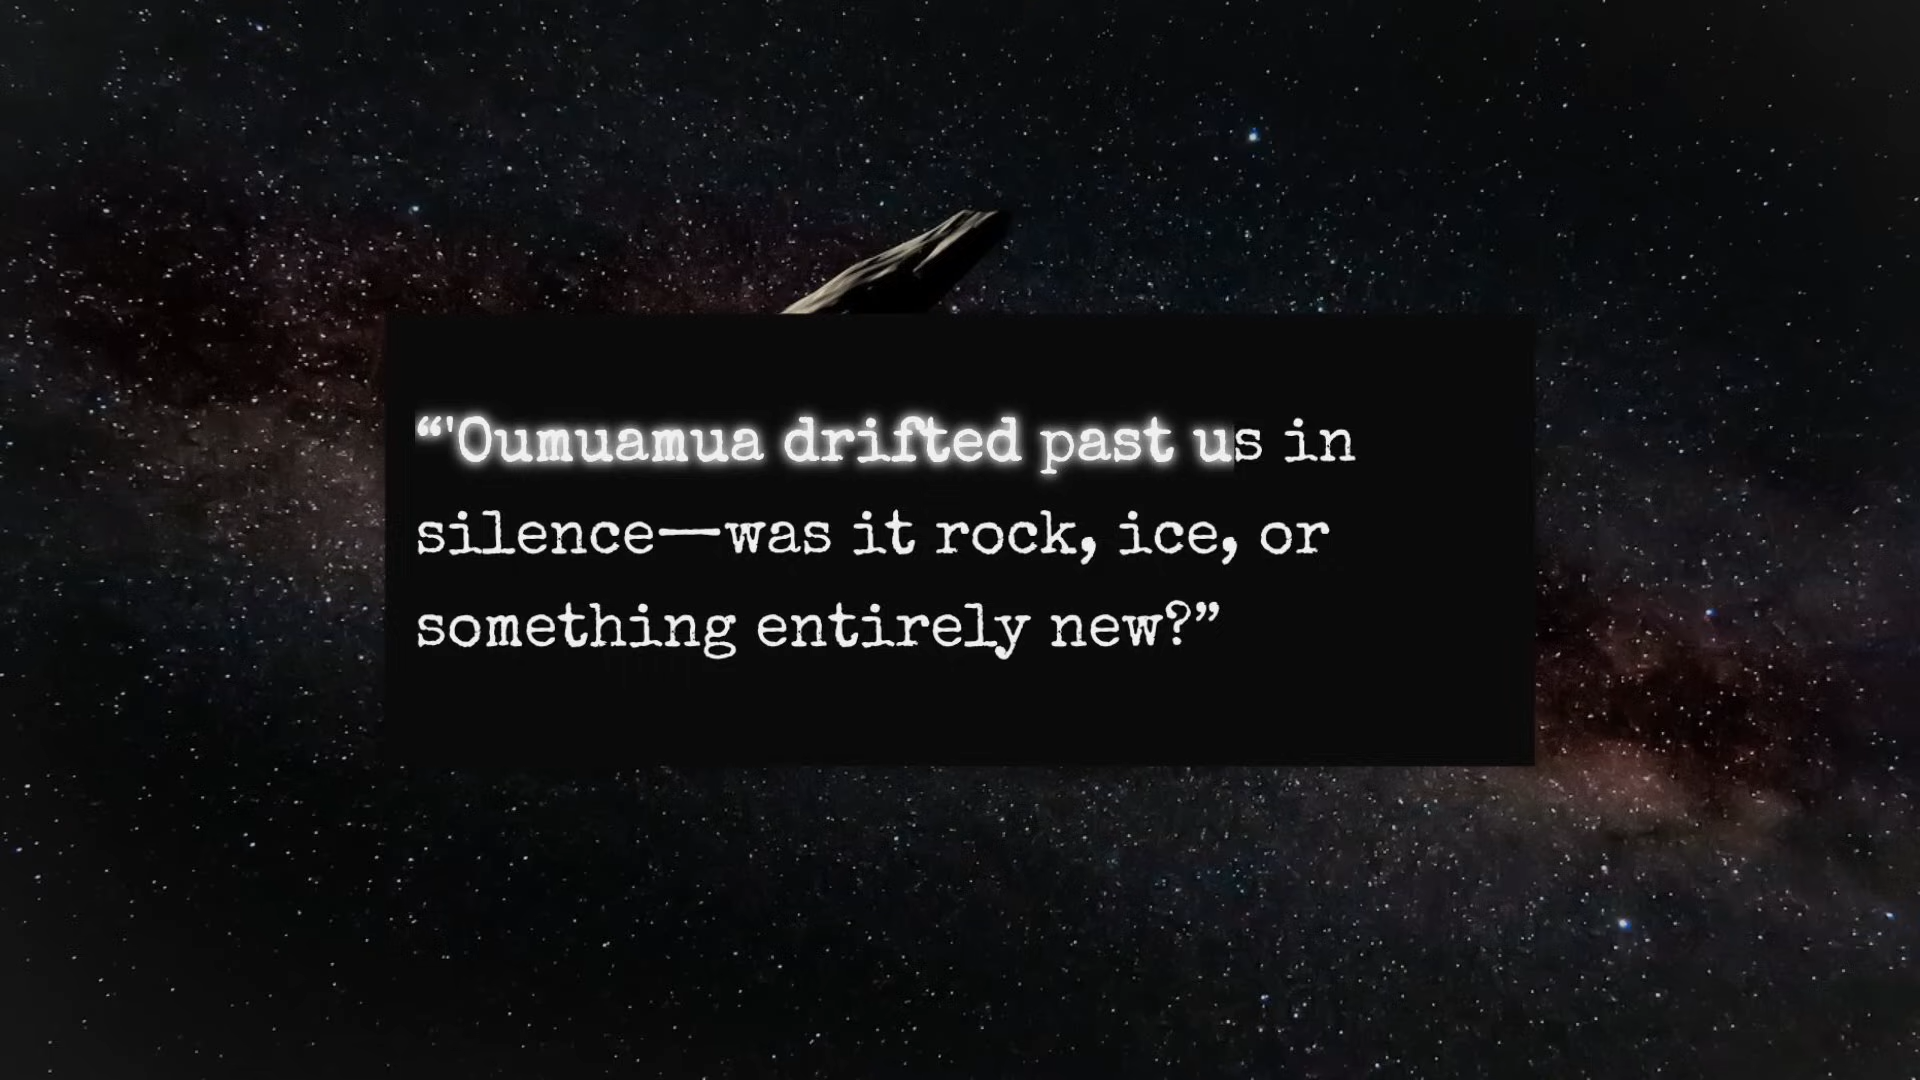 “'Oumuamua drifted past us in
silence—was it rock, ice, or
something entirely new?”